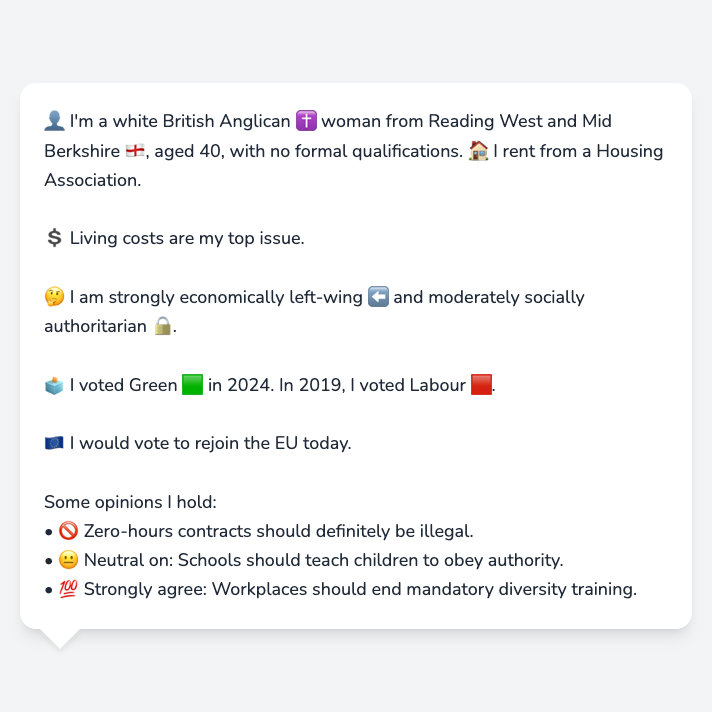 👤 I'm a white British Anglican ✝️ woman from Reading West and Mid
Berkshire 🏴󠁧󠁢󠁥󠁮󠁧󠁿, aged 40, with no formal qualifications. 🏠 I rent from a Housing
Association.
💲 Living costs are my top issue.
🤔 I am strongly economically left-wing ⬅️ and moderately socially
authoritarian 🔒.
🗳️ I voted Green 🟩 in 2024. In 2019, I voted Labour 🟥.
🇪🇺 I would vote to rejoin the EU today.
Some opinions I hold:
• 🚫 Zero-hours contracts should definitely be illegal.
• 😐 Neutral on: Schools should teach children to obey authority.
• 💯 Strongly agree: Workplaces should end mandatory diversity training.